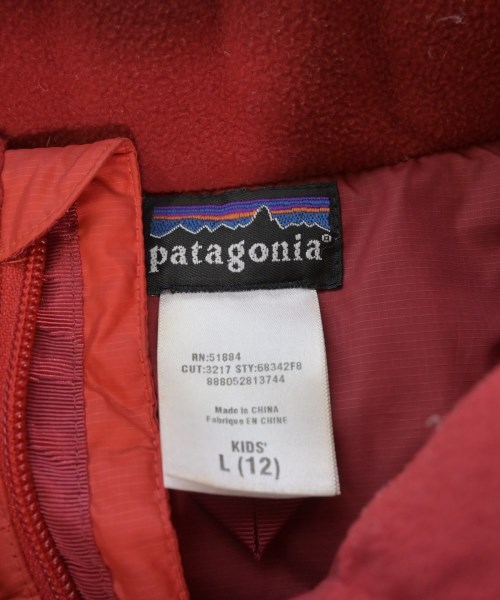 patagonia®
RN:51884
CUT:3217 STY:68342F8
888052813744
Made in CHINA
Fabriqué EN CHINE
KIDS'
L (12)